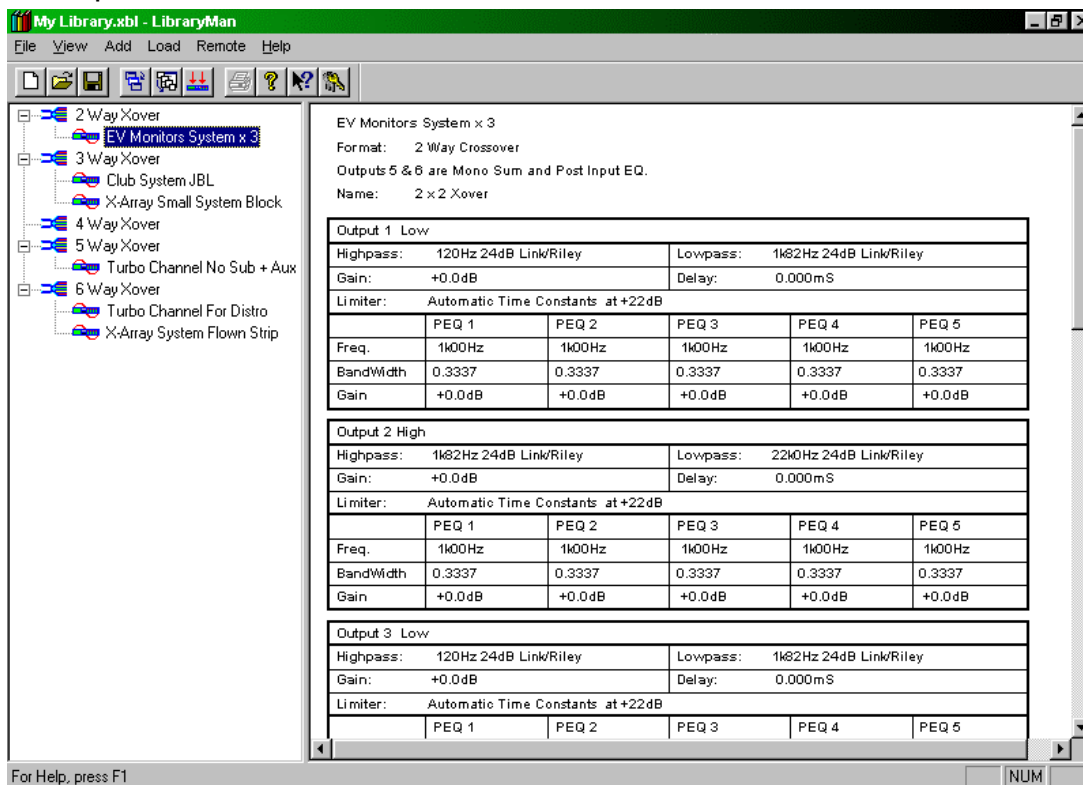 My Library.xbl - LibraryMan
File View Add Load Remote Help
2 Way Xover
EV Monitors System x 3
3 Way Xover
Club System JBL
X-Array Small System Block
4 Way Xover
5 Way Xover
Turbo Channel No Sub + Aux
6 Way Xover
Turbo Channel For Distro
X-Array System Flown Strip
EV Monitors System x 3
Format: 2 Way Crossover
Outputs 5 & 6 are Mono Sum and Post Input EQ.
Name: 2 x 2 Xover
Output 1 Low
Highpass: 120Hz 24dB Link/Riley Lowpass: 1k82Hz 24dB Link/Riley
Gain: +0.0dB Delay: 0.000mS
Limiter: Automatic Time Constants at +22dB
PEQ 1 PEQ 2 PEQ 3 PEQ 4 PEQ 5
Freq. 1k00Hz 1k00Hz 1k00Hz 1k00Hz 1k00Hz
BandWidth 0.3337 0.3337 0.3337 0.3337 0.3337
Gain +0.0dB +0.0dB +0.0dB +0.0dB +0.0dB
Output 2 High
Highpass: 1k82Hz 24dB Link/Riley Lowpass: 22k0Hz 24dB Link/Riley
Gain: +0.0dB Delay: 0.000mS
Limiter: Automatic Time Constants at +22dB
PEQ 1 PEQ 2 PEQ 3 PEQ 4 PEQ 5
Freq. 1k00Hz 1k00Hz 1k00Hz 1k00Hz 1k00Hz
BandWidth 0.3337 0.3337 0.3337 0.3337 0.3337
Gain +0.0dB +0.0dB +0.0dB +0.0dB +0.0dB
Output 3 Low
Highpass: 120Hz 24dB Link/Riley Lowpass: 1k82Hz 24dB Link/Riley
Gain: +0.0dB Delay: 0.000mS
Limiter: Automatic Time Constants at +22dB
PEQ 1 PEQ 2 PEQ 3 PEQ 4 PEQ 5
For Help, press F1
NUM